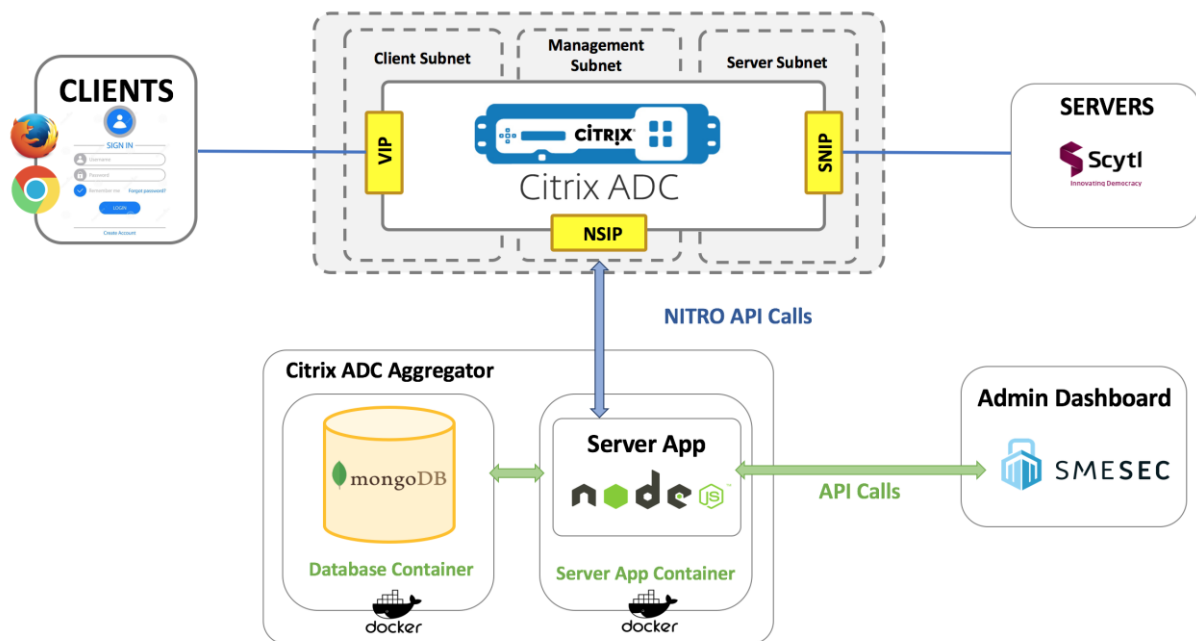 CLIENTS
SIGN IN
Username
Password
Remember me Forgot password?
LOGIN
Create Account
Client Subnet
Management
Subnet
Server Subnet
VIP
CİTRIX
Citrix ADC
SNIP
NSIP
SERVERS
Scytl
Innovating Democracy
NITRO API Calls
Citrix ADC Aggregator
mongoDB
Database Container
docker
Server App
node
JS
Server App Container
docker
API Calls
Admin Dashboard
SMESEC